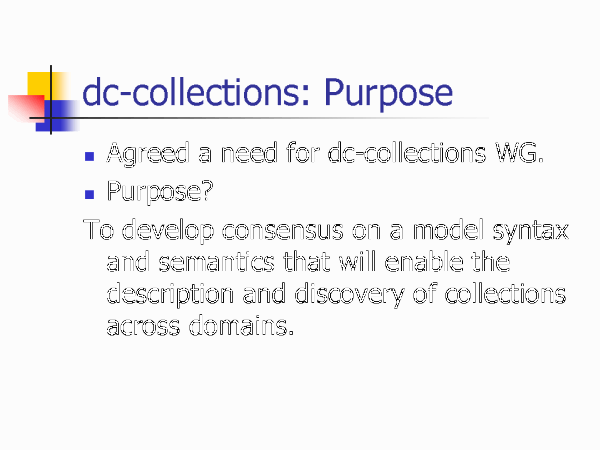 dc-collections: Purpose
Agreed a need for dc-collections WG.
Purpose?
To develop consensus on a model syntax
and semantics that will enable the
description and discovery of collections
across domains.